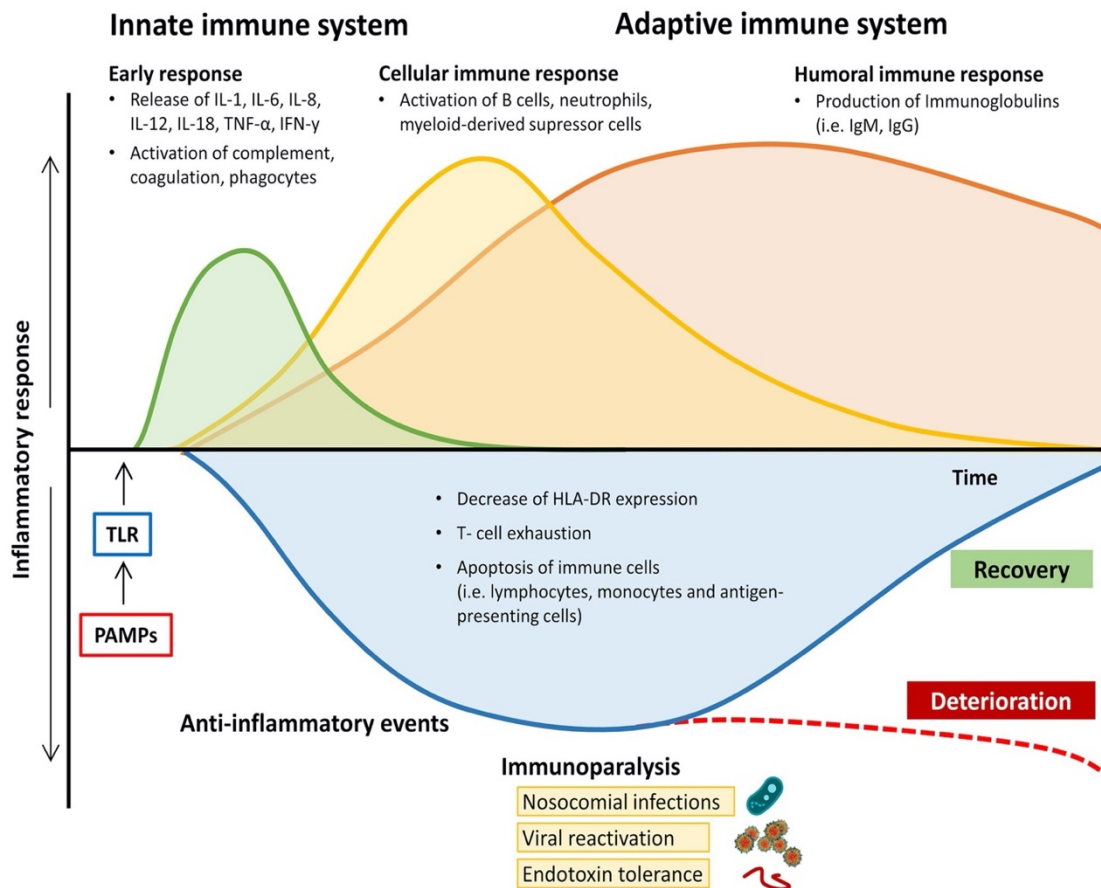 Innate immune system
Adaptive immune system
Early response
• Release of IL-1, IL-6, IL-8,
IL-12, IL-18, TNF-α, IFN-γ
• Activation of complement,
coagulation, phagocytes
Cellular immune response
• Activation of B cells, neutrophils,
myeloid-derived supressor cells
Humoral immune response
• Production of Immunoglobulins
(i.e. IgM, IgG)
Inflammatory response
Time
TLR
PAMPs
• Decrease of HLA-DR expression
• T- cell exhaustion
• Apoptosis of immune cells
(i.e. lymphocytes, monocytes and antigen-
presenting cells)
Recovery
Deterioration
Anti-inflammatory events
Immunoparalysis
Nosocomial infections
Viral reactivation
Endotoxin tolerance